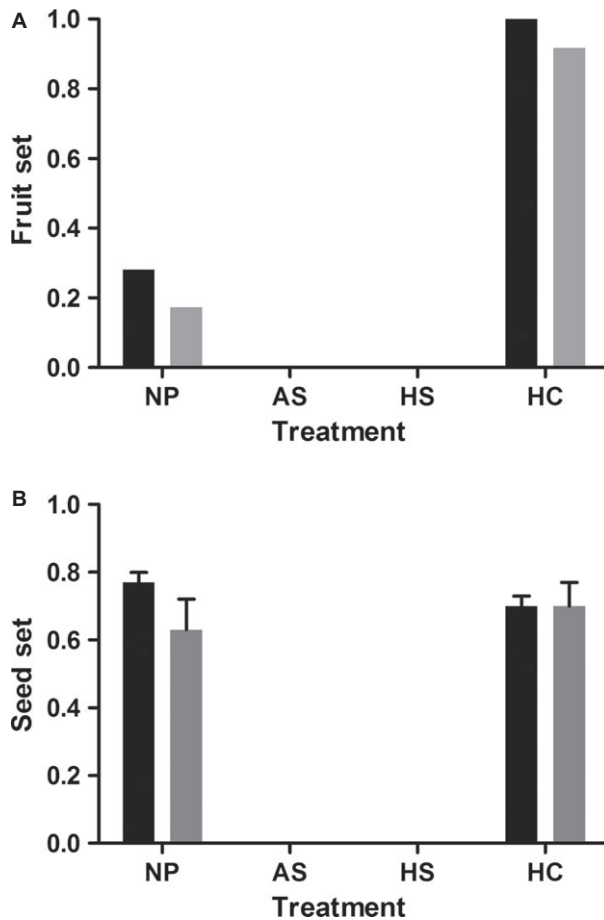 A
1.0
0.8
0.6
0.4
0.2
0.0
Fruit set
NP AS HS HC
Treatment
B
1.0
0.8
0.6
0.4
0.2
0.0
Seed set
NP AS HS HC
Treatment